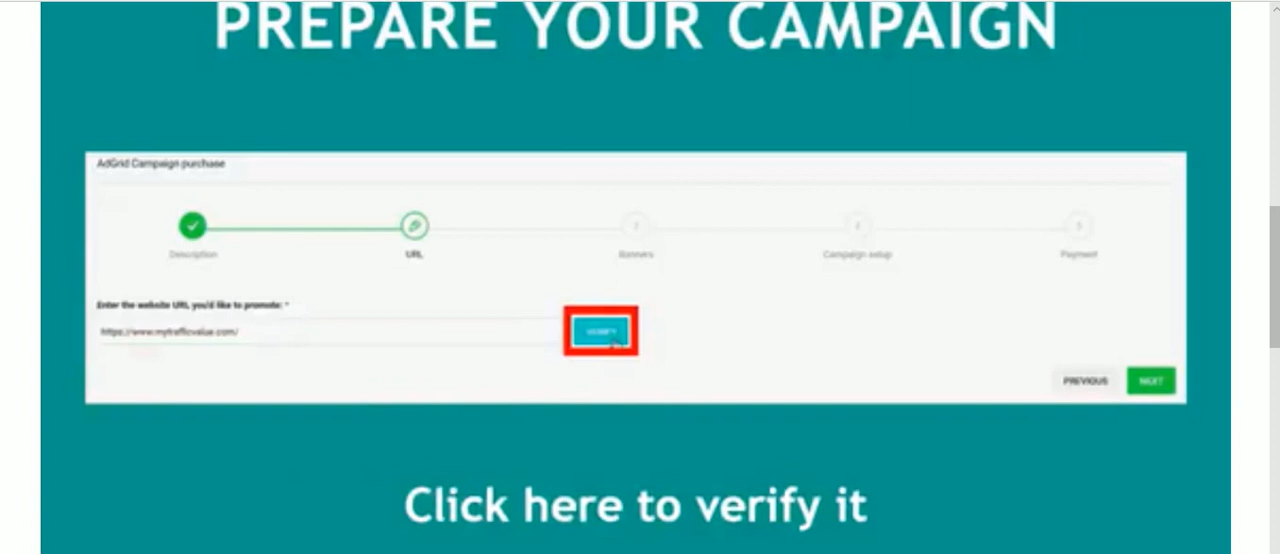 PREPARE YOUR CAMPAIGN
AdGrid Campaign purchase
Description
URL
Banners
Campaign setup
Payment
Enter the website URL you'd like to promote: *
https://www.mytrafficvalue.com/
VERIFY
PREVIOUS
NEXT
Click here to verify it